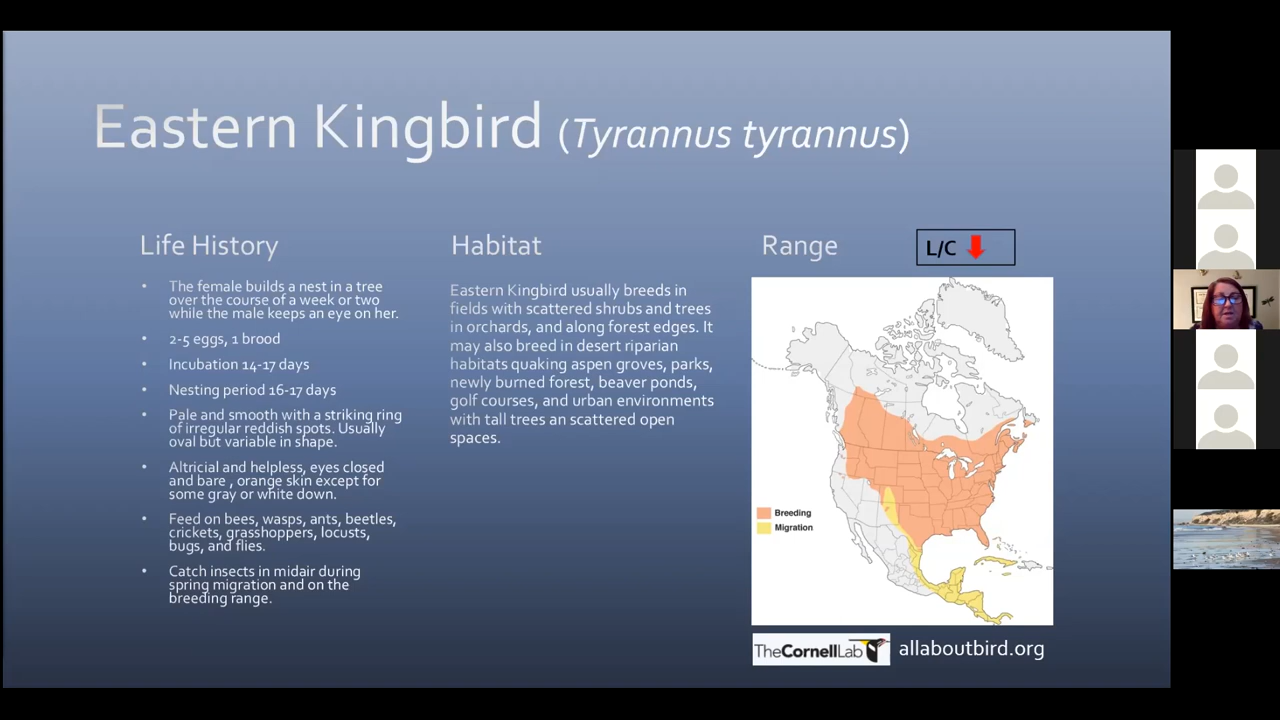 Eastern Kingbird (Tyrannus tyrannus)
Life History
• The female builds a nest in a tree
over the course of a week or two
while the male keeps an eye on her.
• 2-5 eggs, 1 brood
• Incubation 14-17 days
• Nesting period 16-17 days
• Pale and smooth with a striking ring
of irregular reddish spots. Usually
oval but variable in shape.
• Altricial and helpless, eyes closed
and bare , orange skin except for
some gray or white down.
• Feed on bees, wasps, ants, beetles,
crickets, grasshoppers, locusts,
bugs, and flies.
• Catch insects in midair during
spring migration and on the
breeding range.
Habitat
Eastern Kingbird usually breeds in
fields with scattered shrubs and trees
in orchards, and along forest edges. It
may also breed in desert riparian
habitats quaking aspen groves, parks,
newly burned forest, beaver ponds,
golf courses, and urban environments
with tall trees an scattered open
spaces.
Range
L/C
Breeding
Migration
TheCornellLab
allaboutbird.org